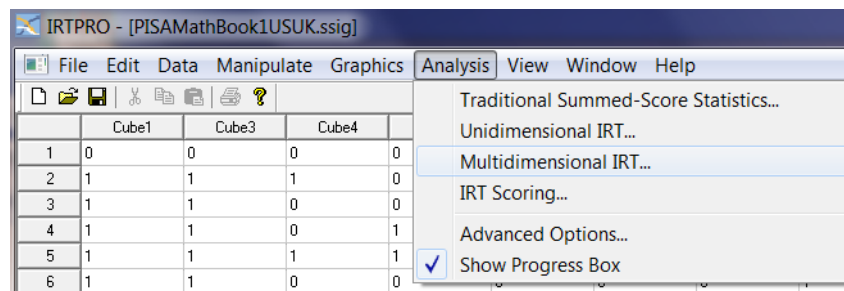 IRTPRO - [PISAMathBook1USUK.ssig]
File Edit Data Manipulate Graphics Analysis View Window Help
Traditional Summed-Score Statistics...
Unidimensional IRT...
Multidimensional IRT...
IRT Scoring...
Advanced Options...
Show Progress Box
Cube1 Cube3 Cube4
1 0 0 0 0
2 1 1 1 0
3 1 1 0 0
4 1 1 0 1
5 1 1 1 1
6 1 1 0 0